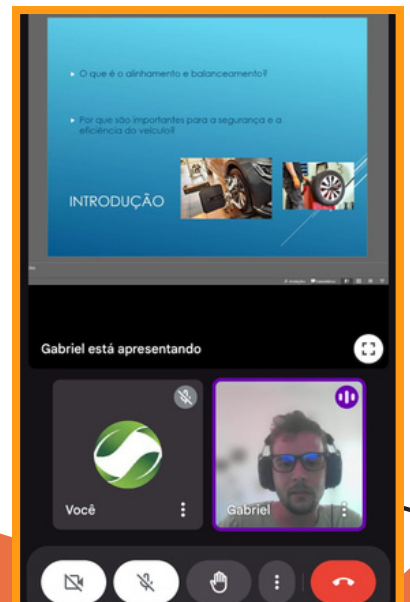 ▸ O que é o alinhamento e balanceamento?
▸ Por que são importantes para a segurança e a
eficiência do veículo?
INTRODUÇÃO
Gabriel está apresentando
Você
Gabriel